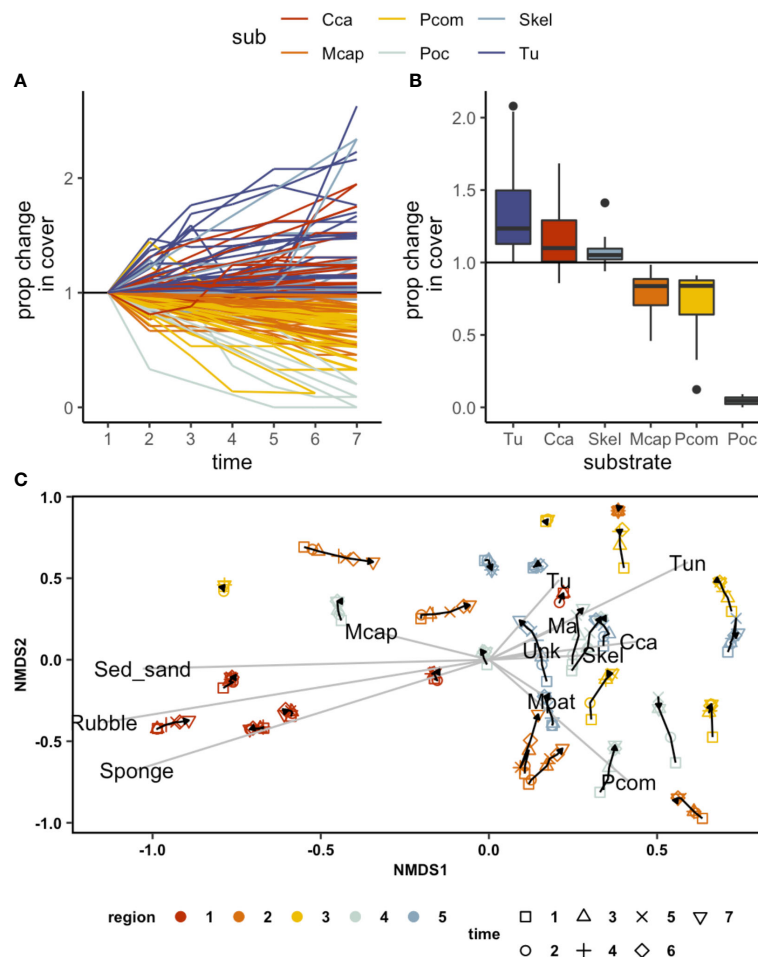 sub
Cca Pcom Skel
Mcap Poc Tu
A
prop change
in cover
2
1
0
1 2 3 4 5 6 7
time
B
prop change
in cover
2.0
1.5
1.0
0.5
0.0
Tu Cca Skel Mcap Pcom Poc
substrate
C
NMDS2
1.0
0.5
0.0
-0.5
-1.0
Tun
Tu
Mal
Mcap
Cca
Unk
Skel
Sed_sand
Mpat
Rubble
Sponge
Pcom
-1.0 -0.5 0.0 0.5
NMDS1
region 1 2 3 4 5
time
1 3 5 7
2 4 6